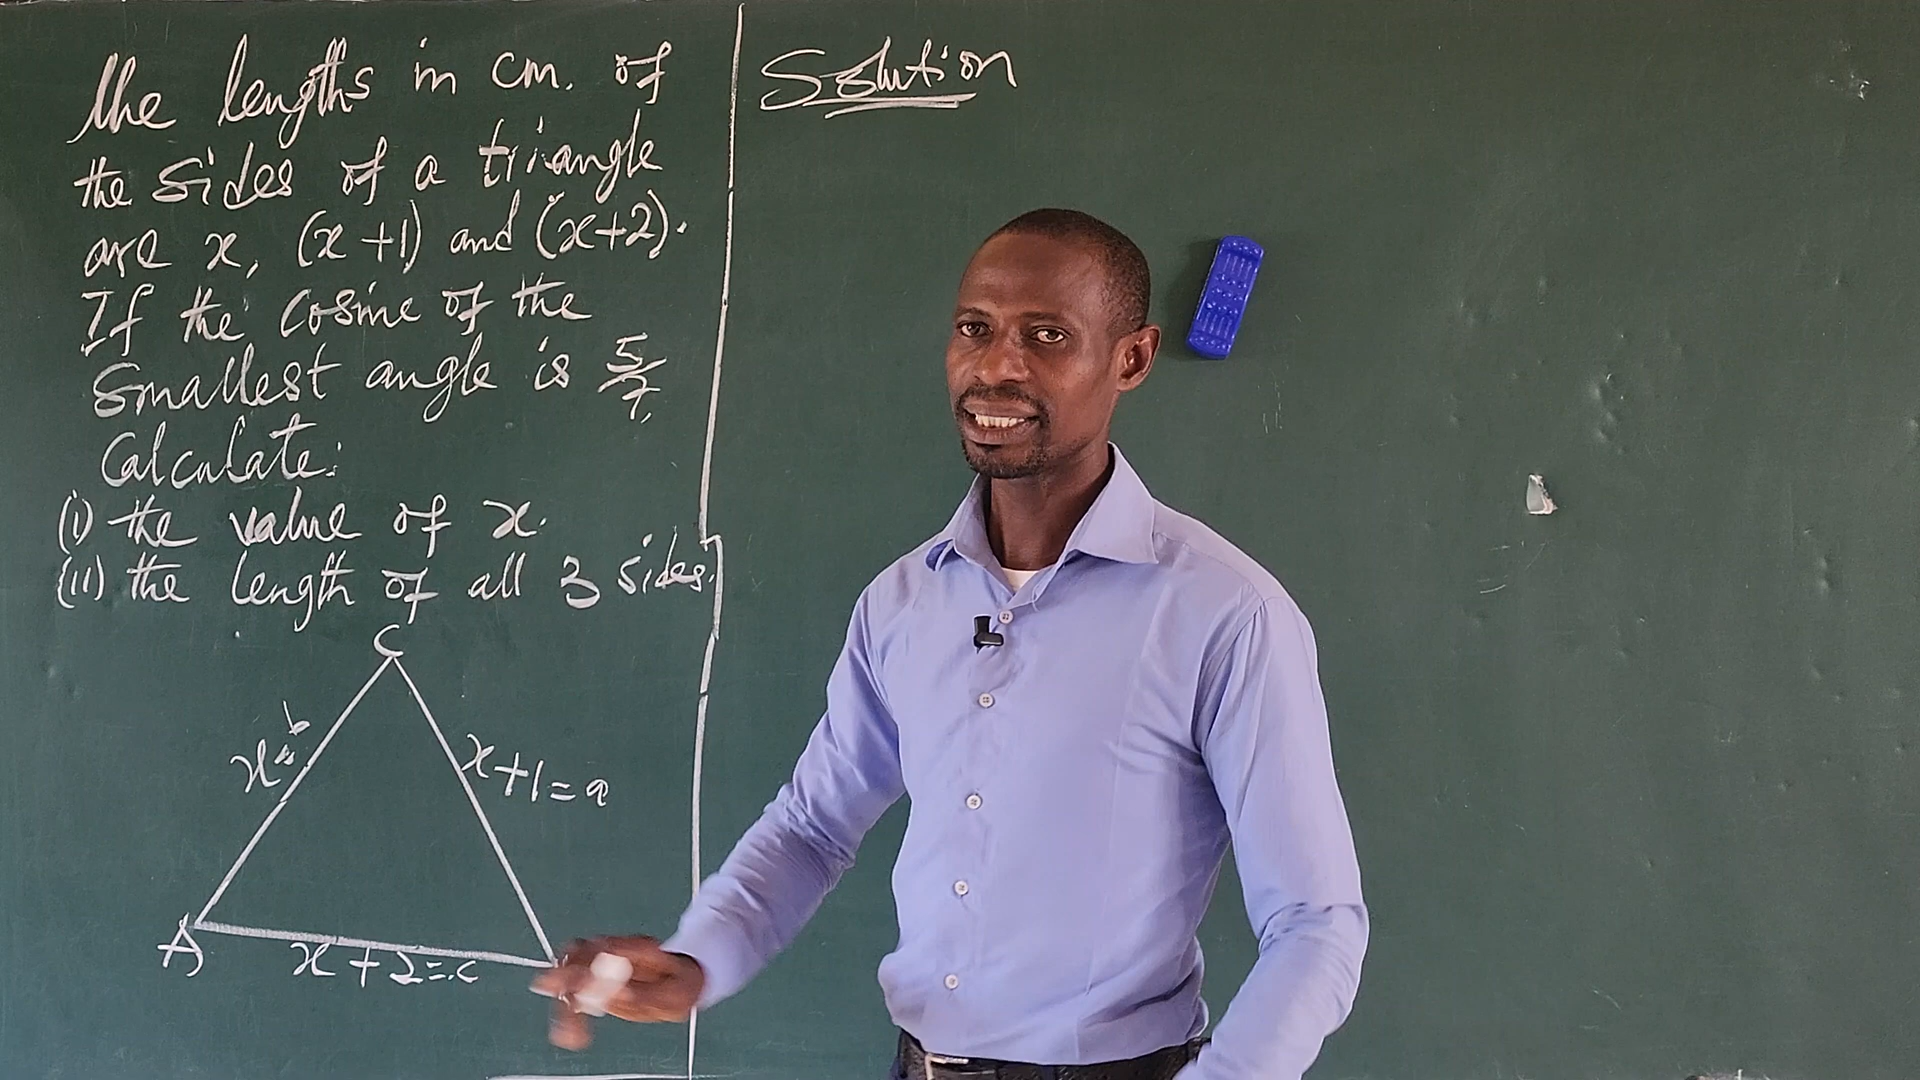 the lengths in cm. of
the sides of a triangle
are x, (x+1) and (x+2).
If the cosine of the
smallest angle is 5/7,
Calculate:
(i) the value of x.
(ii) the length of all 3 sides.
C
x=b
x+1=a
A
x+2=c
Solution